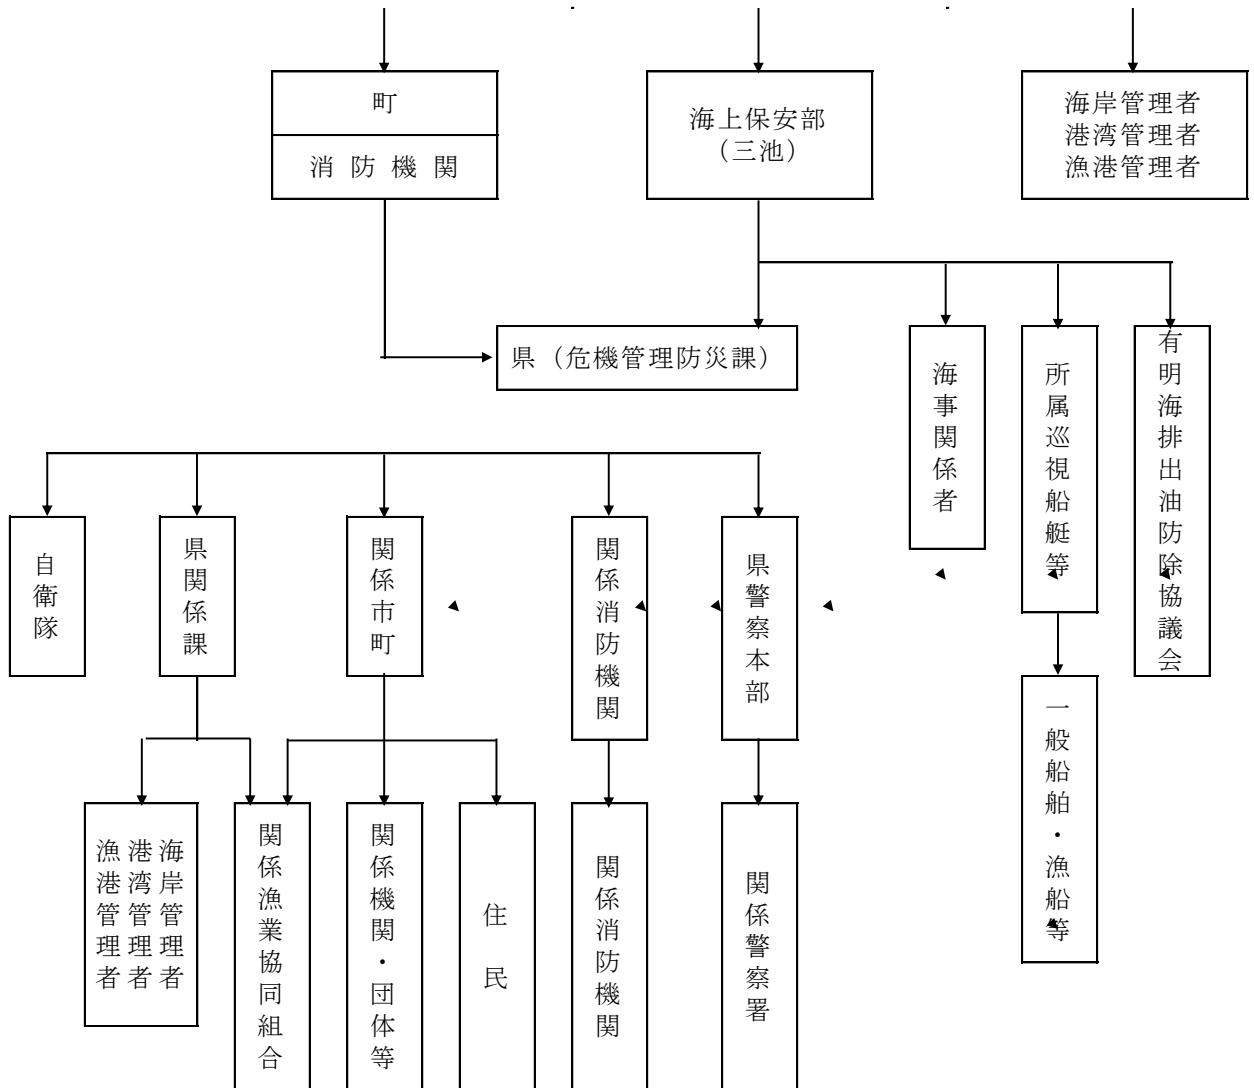 町
消防機関
海上保安部
（三池）
海岸管理者
港湾管理者
漁港管理者
県（危機管理防災課）
海事関係者
所属巡視船艇等
有明海排出油防除協議会
自衛隊
県関係課
関係市町
関係消防機関
県警察本部
一般船舶・漁船等
海岸管理者
港湾管理者
漁港管理者
関係漁業協同組合
関係機関・団体等
住民
関係消防機関
関係警察署